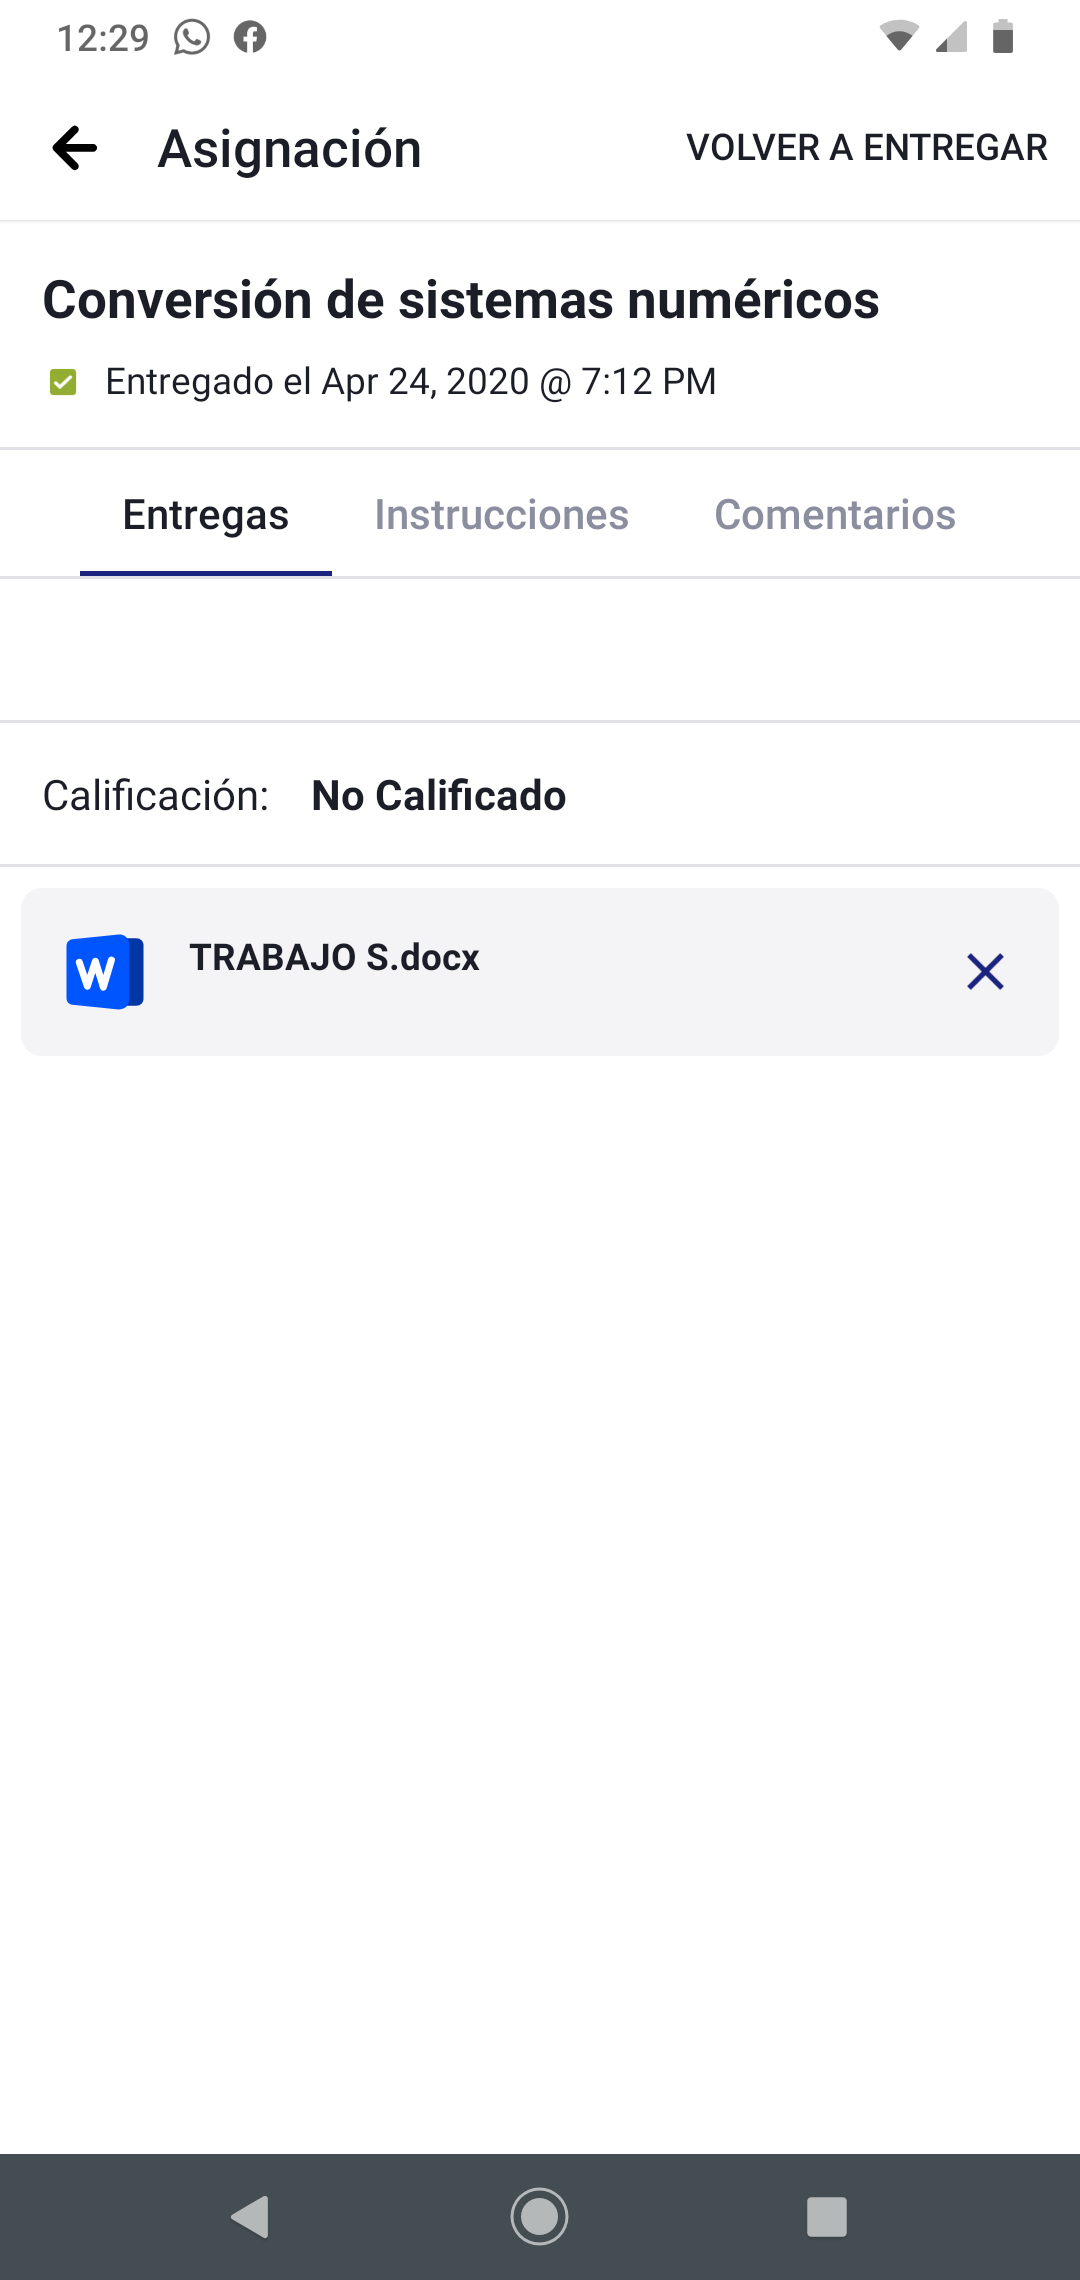 12:29
Asignación
VOLVER A ENTREGAR
Conversión de sistemas numéricos
Entregado el Apr 24, 2020 @ 7:12 PM
Entregas Instrucciones Comentarios
Calificación: No Calificado
W
TRABAJO S.docx